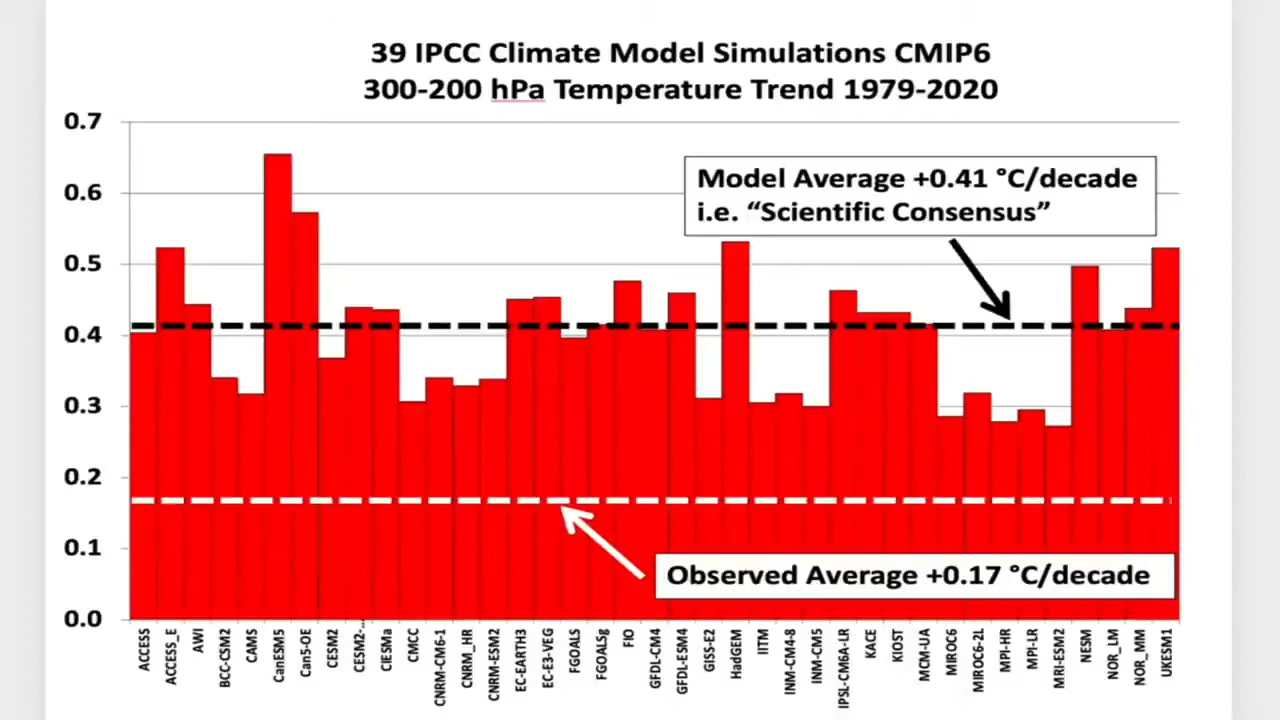 39 IPCC Climate Model Simulations CMIP6
300-200 hPa Temperature Trend 1979-2020
0.7
0.6
0.5
0.4
0.3
0.2
0.1
0.0
Model Average +0.41 °C/decade
i.e. “Scientific Consensus”
Observed Average +0.17 °C/decade
ACCESS
ACCESS_E
AWI
BCC-CSM2
CAMS
CanESM5
Can5-OE
CESM2
CESM2-...
CIESMa
CMCC
CNRM-CM6-1
CNRM_HR
CNRM-ESM2
EC-EARTH3
EC-E3-VEG
FGOALS
FGOALSg
FIO
GFDL-CM4
GFDL-ESM4
GISS-E2
HadGEM
IITM
INM-CM4-8
INM-CM5
IPSL-CM6A-LR
KACE
KIOST
MCM-UA
MIROC6
MIROC6-2L
MPI-HR
MPI-LR
MRI-ESM2
NESM
NOR_LM
NOR_MM
UKESM1